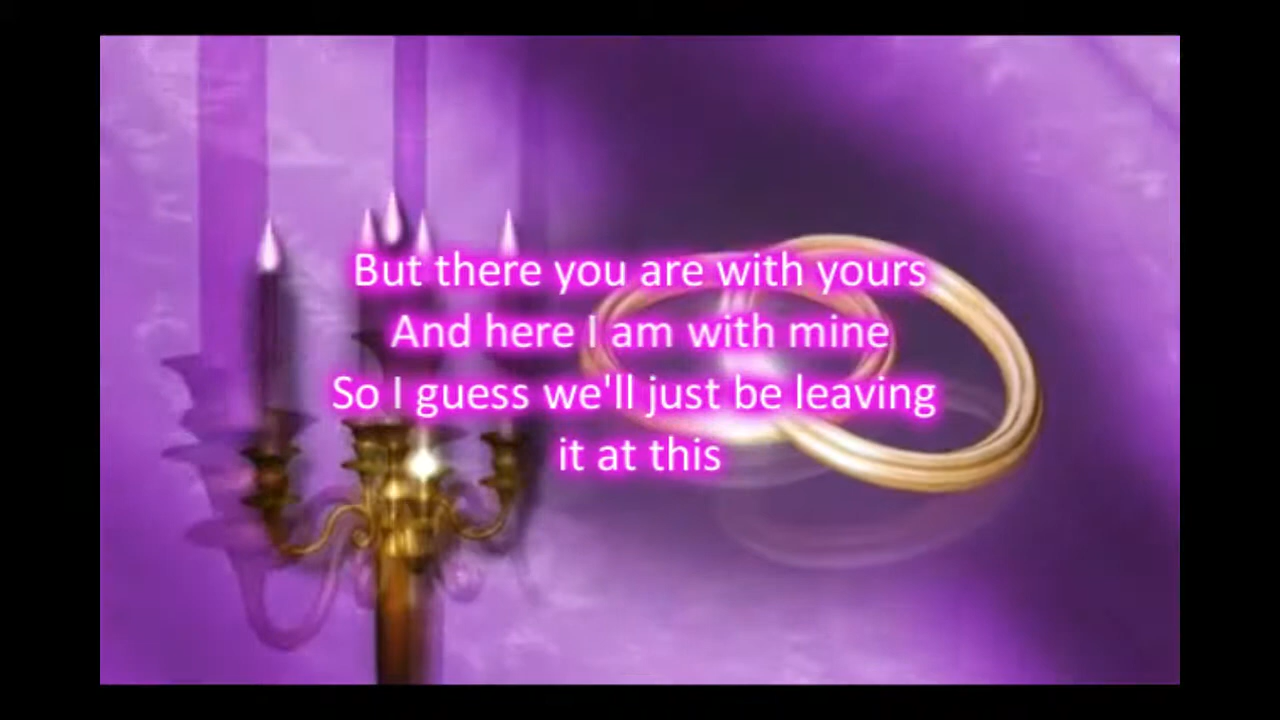 But there you are with yours
And here I am with mine
So I guess we'll just be leaving
it at this